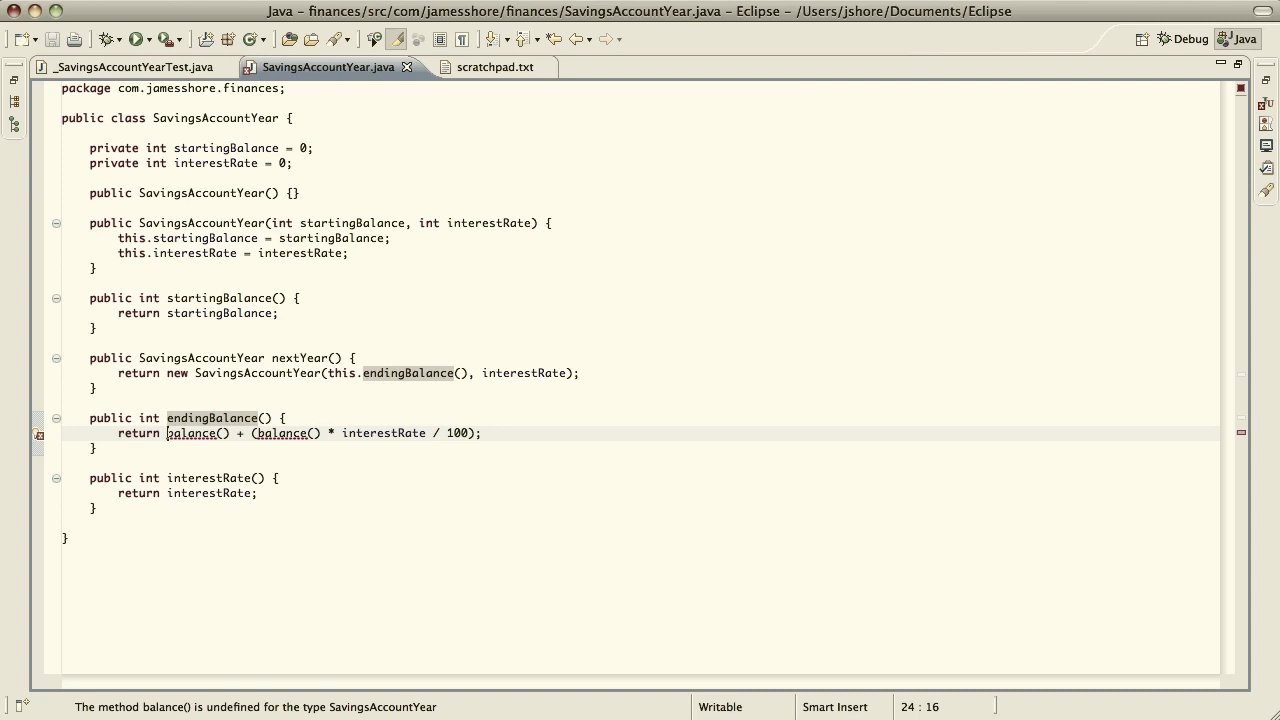 Java – finances/src/com/jamesshore/finances/SavingsAccountYear.java – Eclipse – /Users/jshore/Documents/Eclipse
Debug Java
_SavingsAccountYearTest.java SavingsAccountYear.java scratchpad.txt
package com.jamesshore.finances;
public class SavingsAccountYear {
private int startingBalance = 0;
private int interestRate = 0;
public SavingsAccountYear() {}
public SavingsAccountYear(int startingBalance, int interestRate) {
this.startingBalance = startingBalance;
this.interestRate = interestRate;
}
public int startingBalance() {
return startingBalance;
}
public SavingsAccountYear nextYear() {
return new SavingsAccountYear(this.endingBalance(), interestRate);
}
public int endingBalance() {
return balance() + (balance() * interestRate / 100);
}
public int interestRate() {
return interestRate;
}
}
The method balance() is undefined for the type SavingsAccountYear Writable Smart Insert 24 : 16